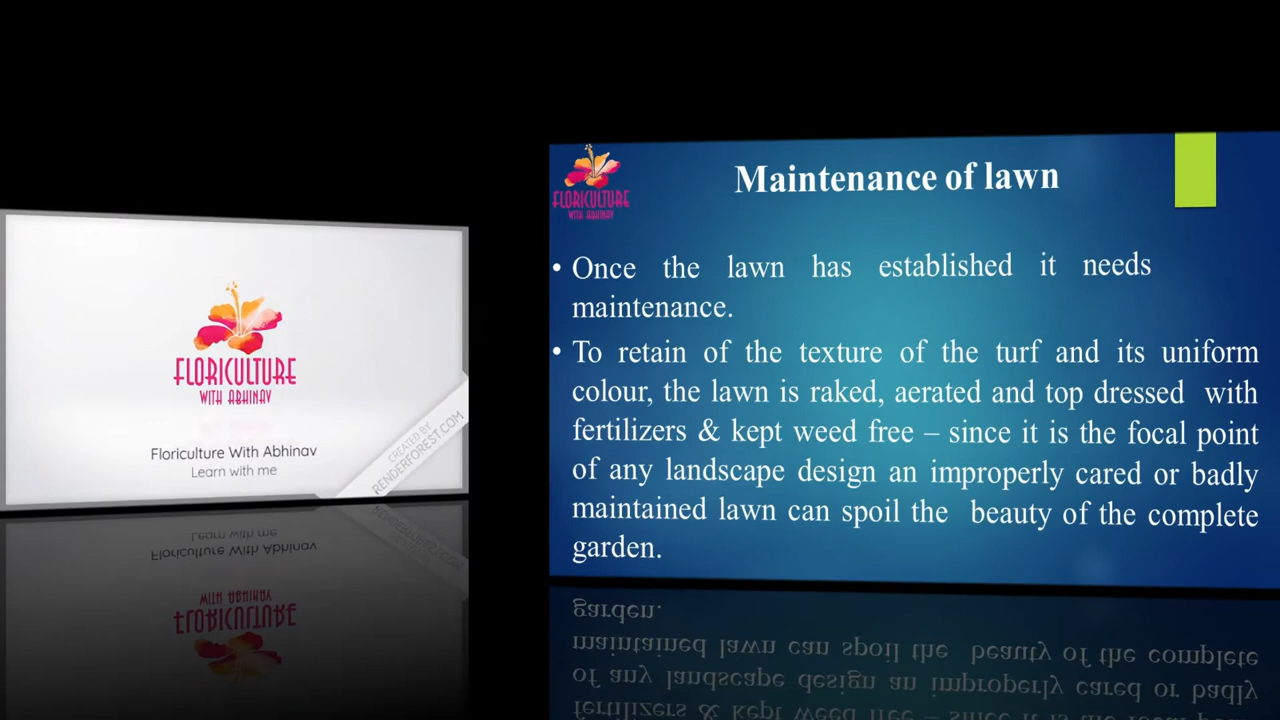 FLORICULTURE
WITH ABHINAV
Floriculture With Abhinav
Learn with me
CREATED BY
RENDERFOREST.COM
FLORICULTURE
WITH ABHINAV
Maintenance of lawn
• Once the lawn has established it needs
maintenance.
• To retain of the texture of the turf and its uniform
colour, the lawn is raked, aerated and top dressed with
fertilizers & kept weed free – since it is the focal point
of any landscape design an improperly cared or badly
maintained lawn can spoil the beauty of the complete
garden.